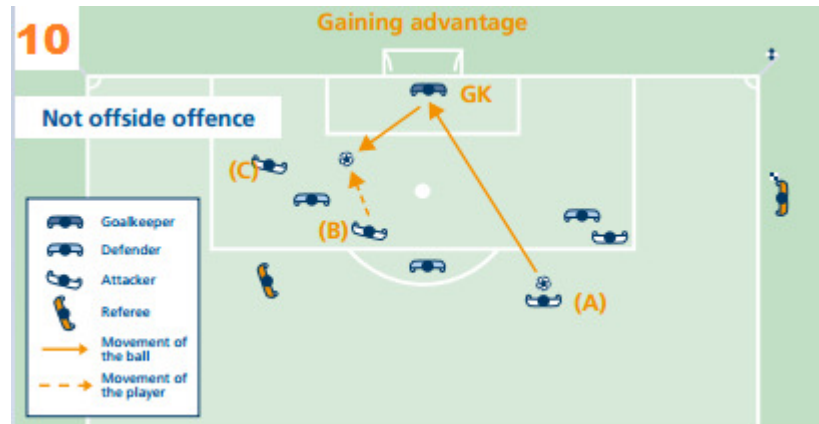 10
Gaining advantage
GK
Not offside offence
(C)
(B)
(A)
Goalkeeper
Defender
Attacker
Referee
Movement of
the ball
Movement of
the player